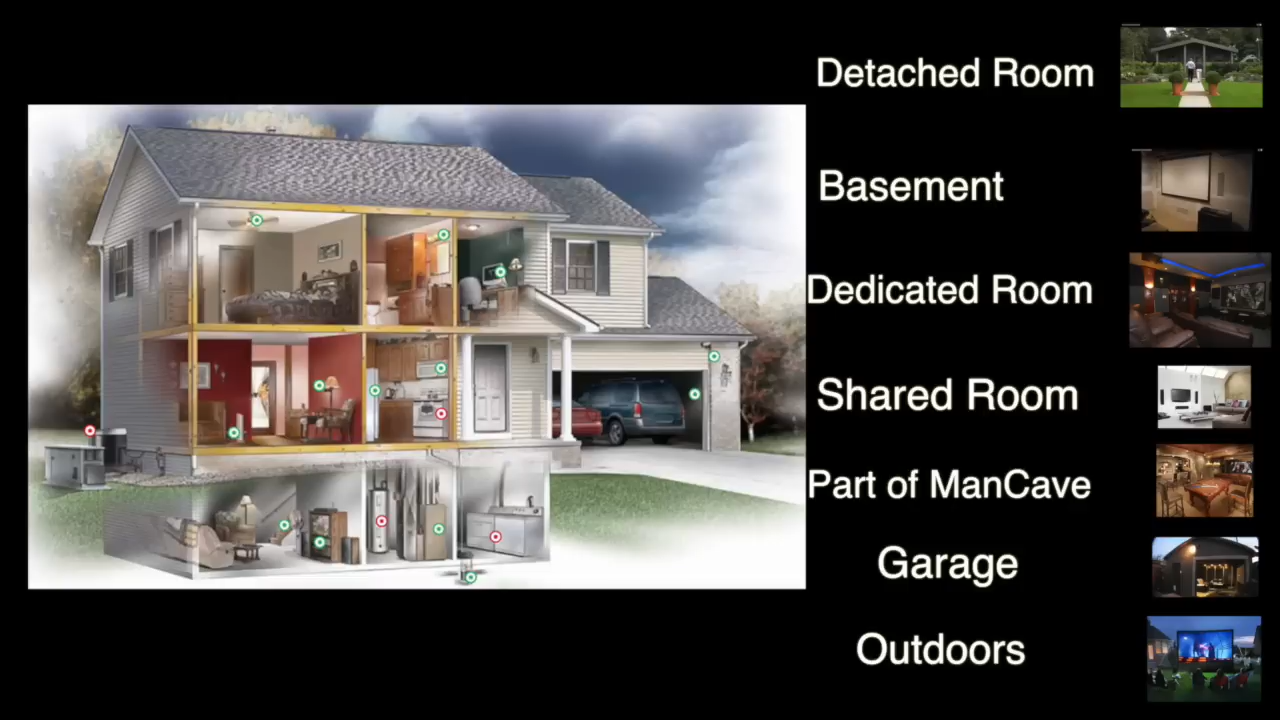 Detached Room
Basement
Dedicated Room
Shared Room
Part of ManCave
Garage
Outdoors